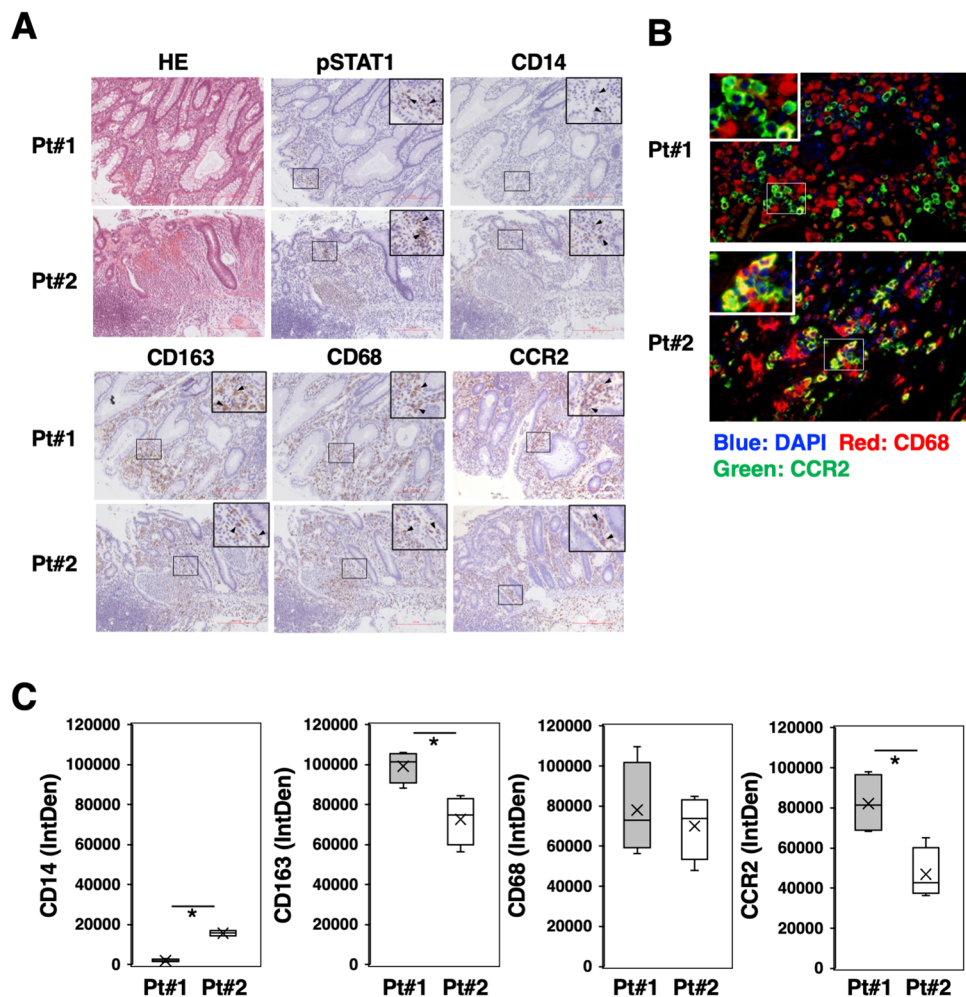 A
HE pSTAT1 CD14
Pt#1
Pt#2
CD163 CD68 CCR2
Pt#1
Pt#2
B
Pt#1
Pt#2
Blue: DAPI Red: CD68
Green: CCR2
C
CD14 (IntDen)
120000
100000
80000
60000
40000
20000
0
*
Pt#1 Pt#2
CD163 (IntDen)
120000
100000
80000
60000
40000
20000
0
*
Pt#1 Pt#2
CD68 (IntDen)
120000
100000
80000
60000
40000
20000
0
Pt#1 Pt#2
CCR2 (IntDen)
120000
100000
80000
60000
40000
20000
0
*
Pt#1 Pt#2